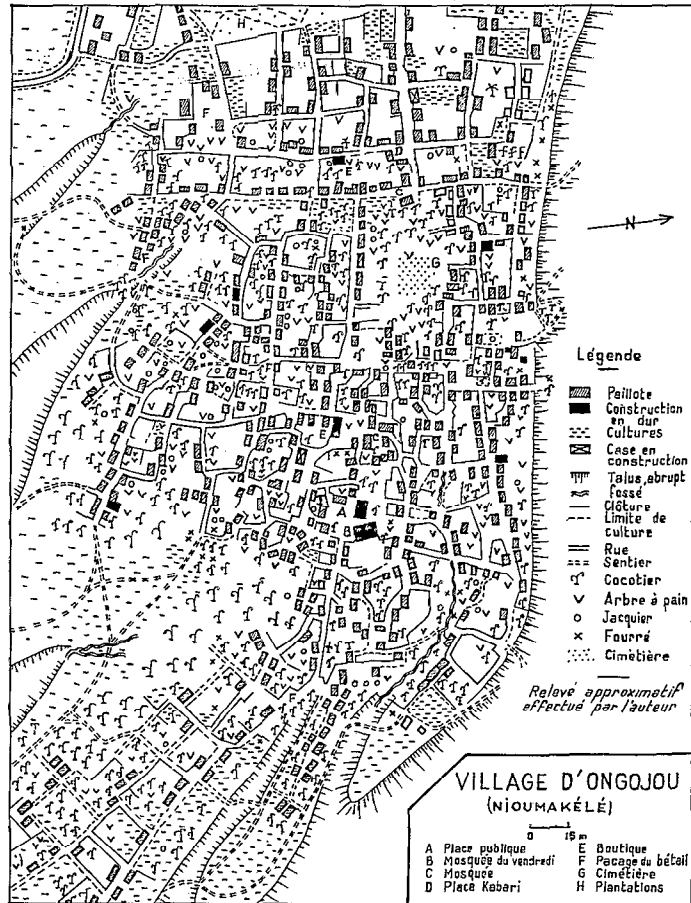 H
F
D
E
C
F
F
G
N
F
E
A
B
Légende
Paillote
Construction
en dur
Cultures
Case en
construction
Talus, abrupt
Fossé
Clôture
Limite de
culture
Rue
Sentier
Cocotier
Arbre à pain
Jacquier
Fourré
Cimetière
Relevé approximatif
effectué par l'auteur
VILLAGE D'ONGOJOU
(NIOUMAKÉLÉ)
0 15 m
A Place publique
B Mosquée du vendredi
C Mosquée
D Place Kabari
E Boutique
F Pacage du bétail
G Cimétière
H Plantations